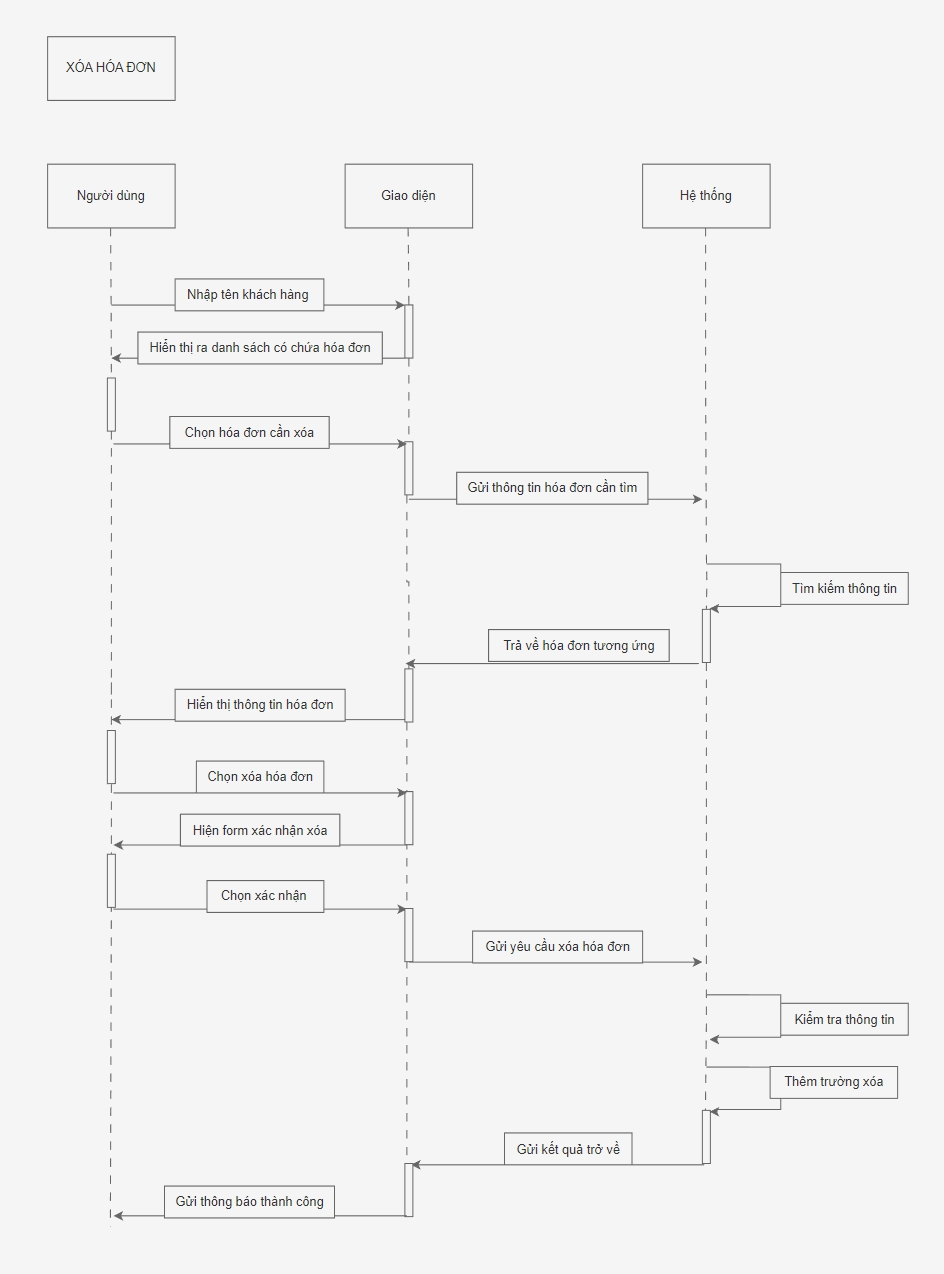 XÓA HÓA ĐƠN
Người dùng
Giao diện
Hệ thống
Nhập tên khách hàng
Hiển thị ra danh sách có chứa hóa đơn
Chọn hóa đơn cần xóa
Gửi thông tin hóa đơn cần tìm
Tìm kiếm thông tin
Trả về hóa đơn tương ứng
Hiển thị thông tin hóa đơn
Chọn xóa hóa đơn
Hiện form xác nhận xóa
Chọn xác nhận
Gửi yêu cầu xóa hóa đơn
Kiểm tra thông tin
Thêm trường xóa
Gửi kết quả trở về
Gửi thông báo thành công